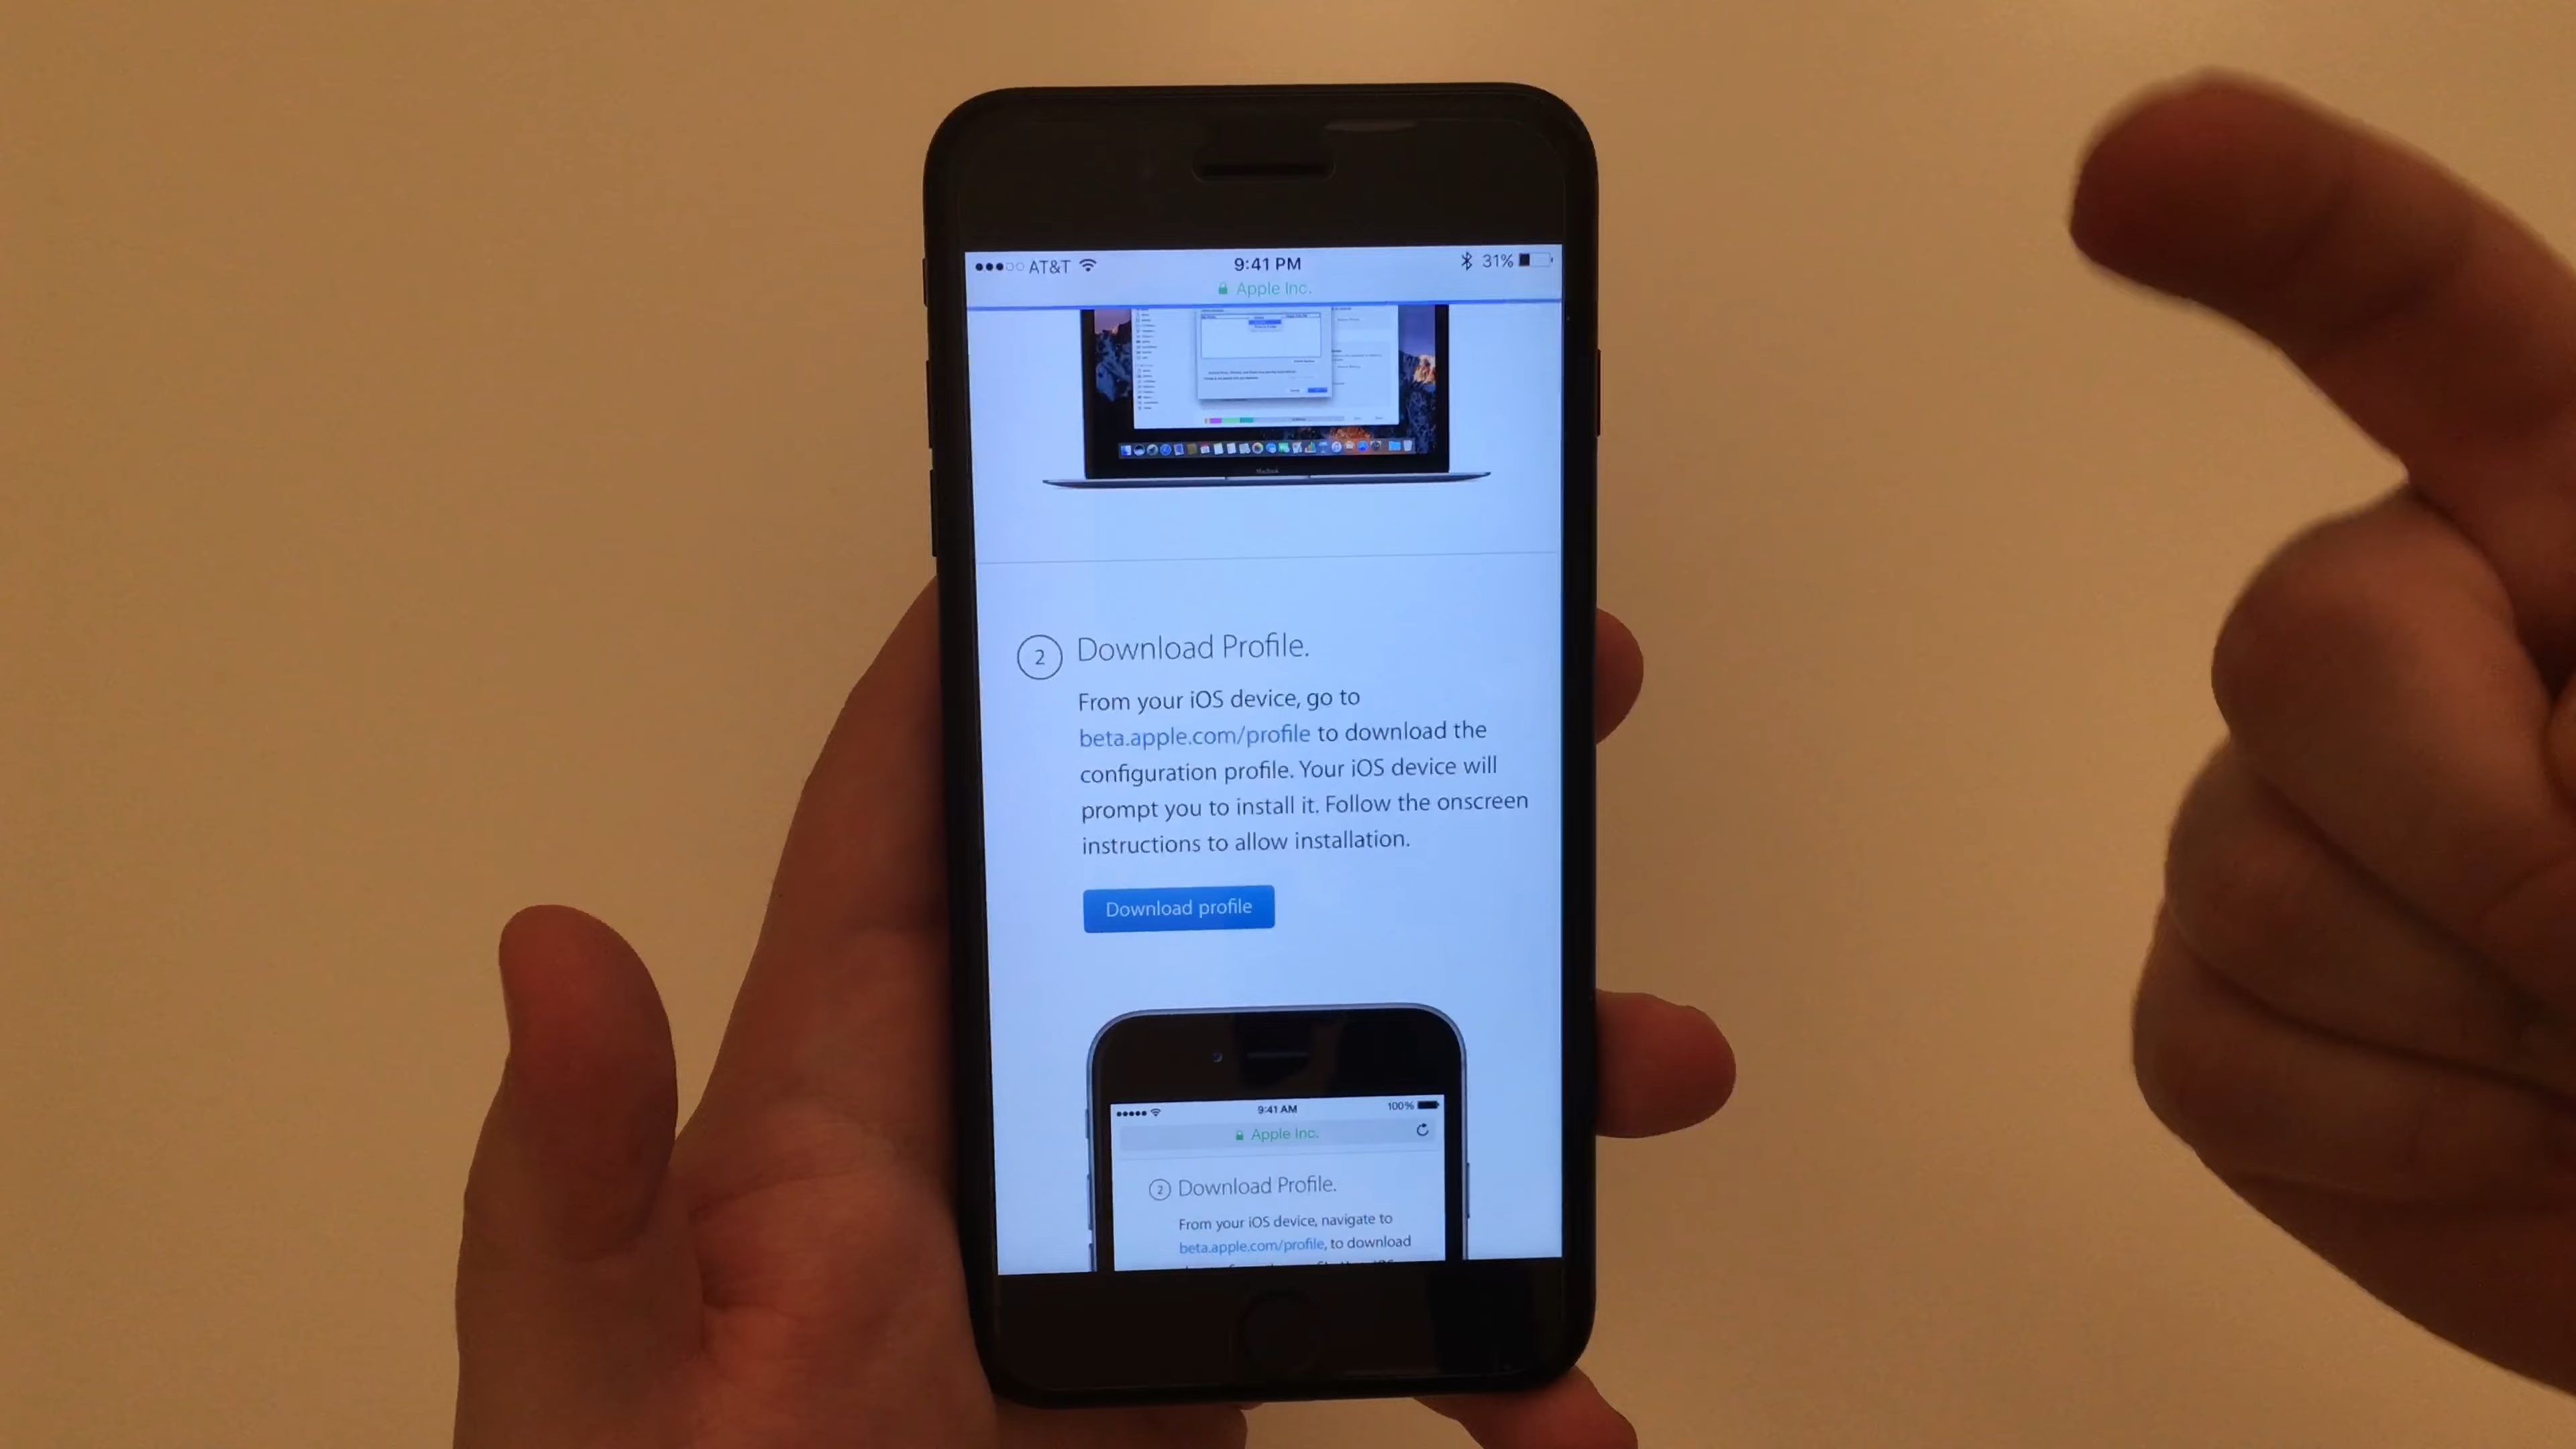 AT&T 9:41 PM 31%
Apple Inc.
MacBook
2 Download Profile.
From your iOS device, go to
beta.apple.com/profile to download the
configuration profile. Your iOS device will
prompt you to install it. Follow the onscreen
instructions to allow installation.
Download profile
9:41 AM 100%
Apple Inc.
2 Download Profile.
From your iOS device, navigate to
beta.apple.com/profile, to download